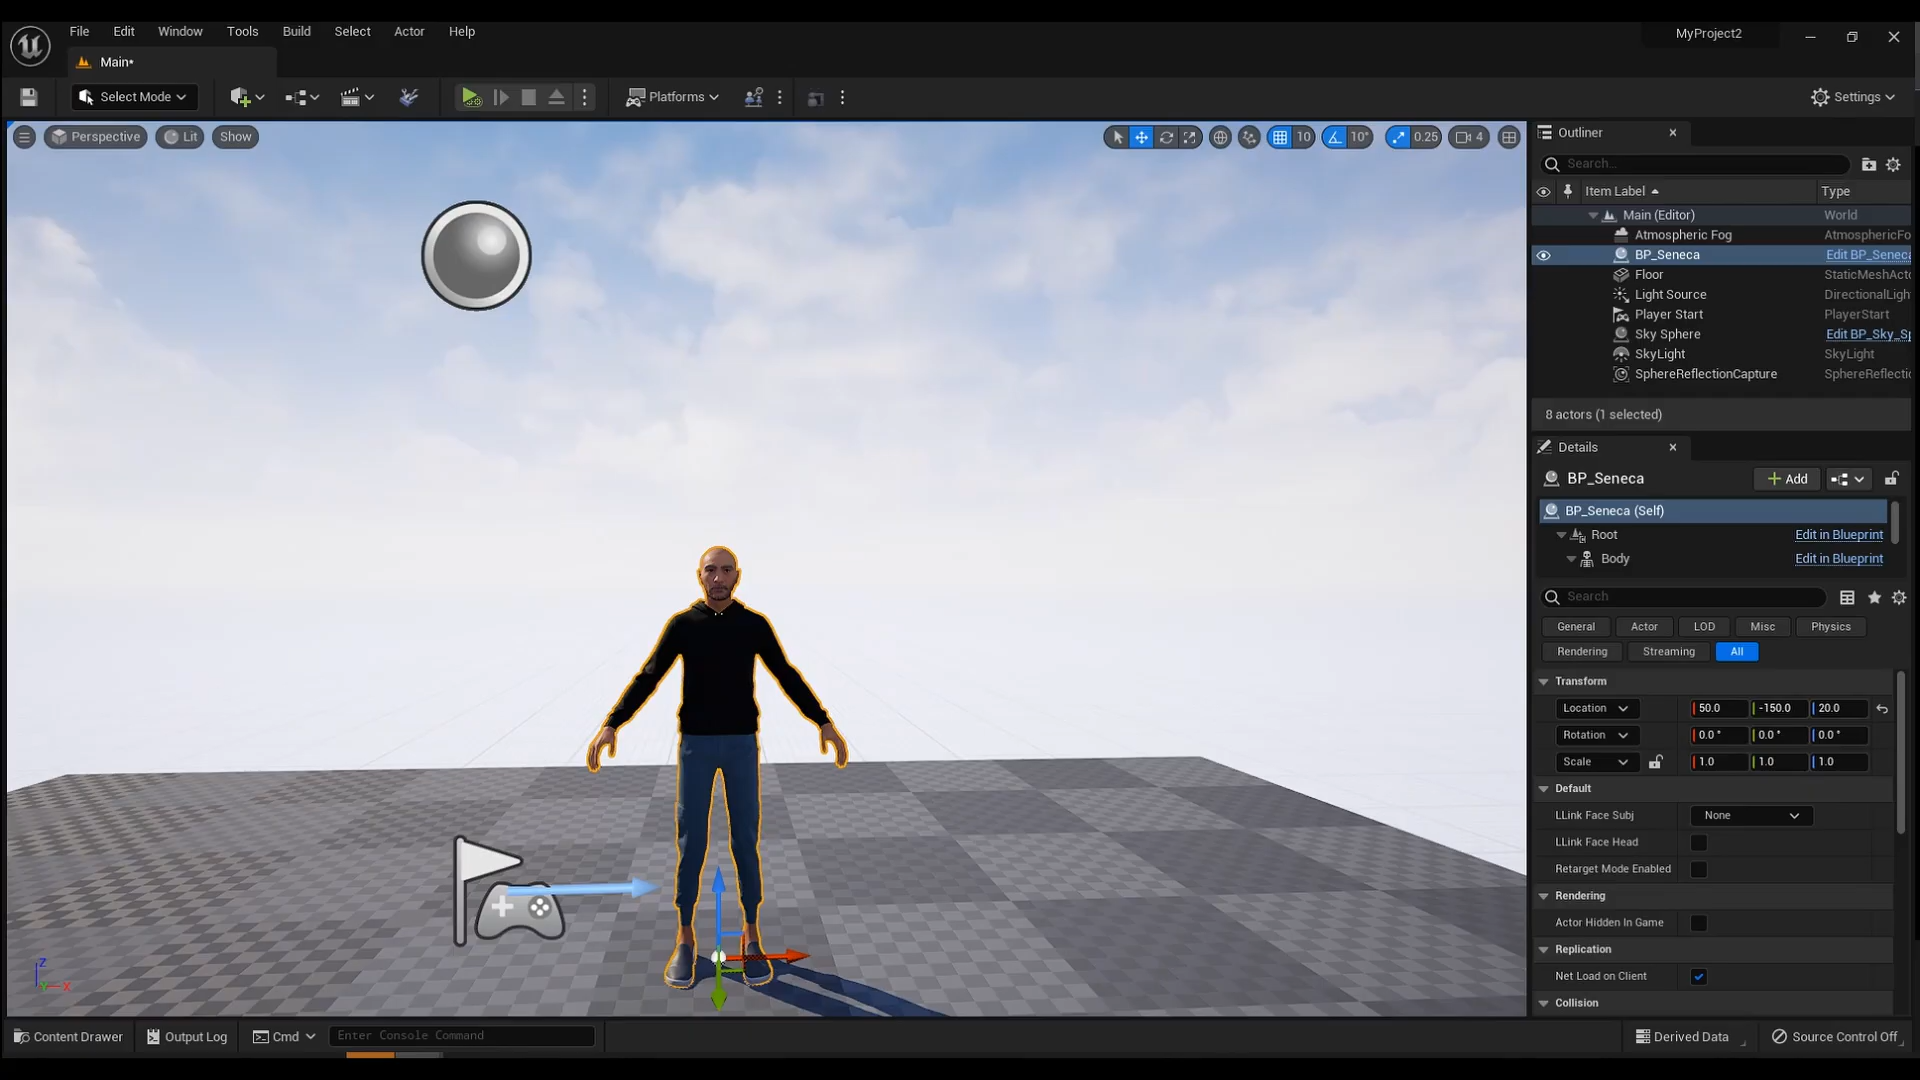 File Edit Window Tools Build Select Actor Help
MyProject2
Main*
Select Mode
Platforms
Settings
Perspective Lit Show
10 10° 0.25 4
Outliner
Search...
Item Label Type
Main (Editor) World
Atmospheric Fog AtmosphericFo
BP_Seneca Edit BP_Seneca
Floor StaticMeshActo
Light Source DirectionalLigh
Player Start PlayerStart
Sky Sphere Edit BP_Sky_Sp
SkyLight SkyLight
SphereReflectionCapture SphereReflectio
8 actors (1 selected)
Details
BP_Seneca Add
BP_Seneca (Self)
Root Edit in Blueprint
Body Edit in Blueprint
Search
General Actor LOD Misc Physics
Rendering Streaming All
Transform
Location 50.0 -150.0 20.0
Rotation 0.0° 0.0° 0.0°
Scale 1.0 1.0 1.0
Default
LLink Face Subj None
LLink Face Head
Retarget Mode Enabled
Rendering
Actor Hidden In Game
Replication
Net Load on Client
Collision
Z
Y X
Content Drawer Output Log Cmd Enter Console Command
Derived Data Source Control Off